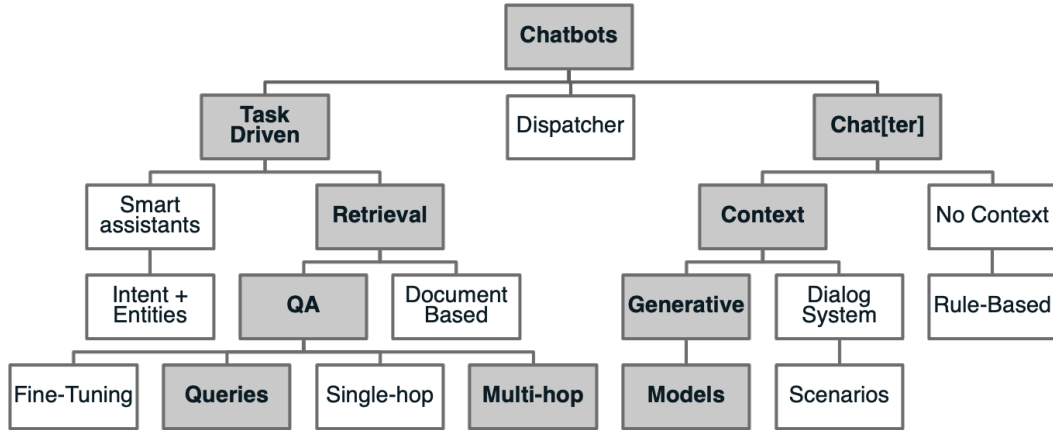 Chatbots
Task
Driven
Dispatcher
Chat[ter]
Smart
assistants
Retrieval
Context
No Context
Intent +
Entities
QA
Document
Based
Generative
Dialog
System
Rule-Based
Fine-Tuning
Queries
Single-hop
Multi-hop
Models
Scenarios